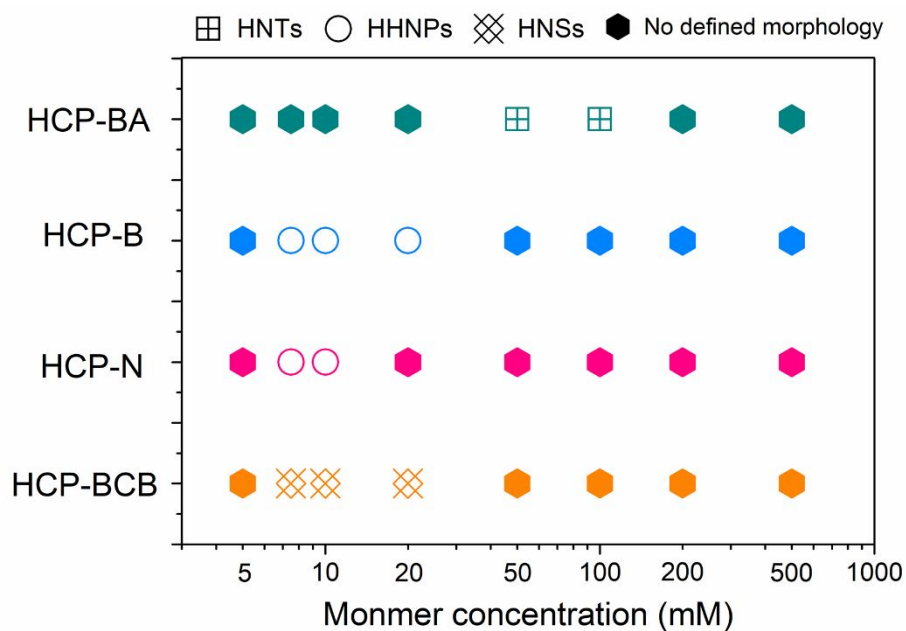 HNTs HHNPs HNSs No defined morphology
HCP-BA
HCP-B
HCP-N
HCP-BCB
5 10 20 50 100 200 500 1000
Monmer concentration (mM)